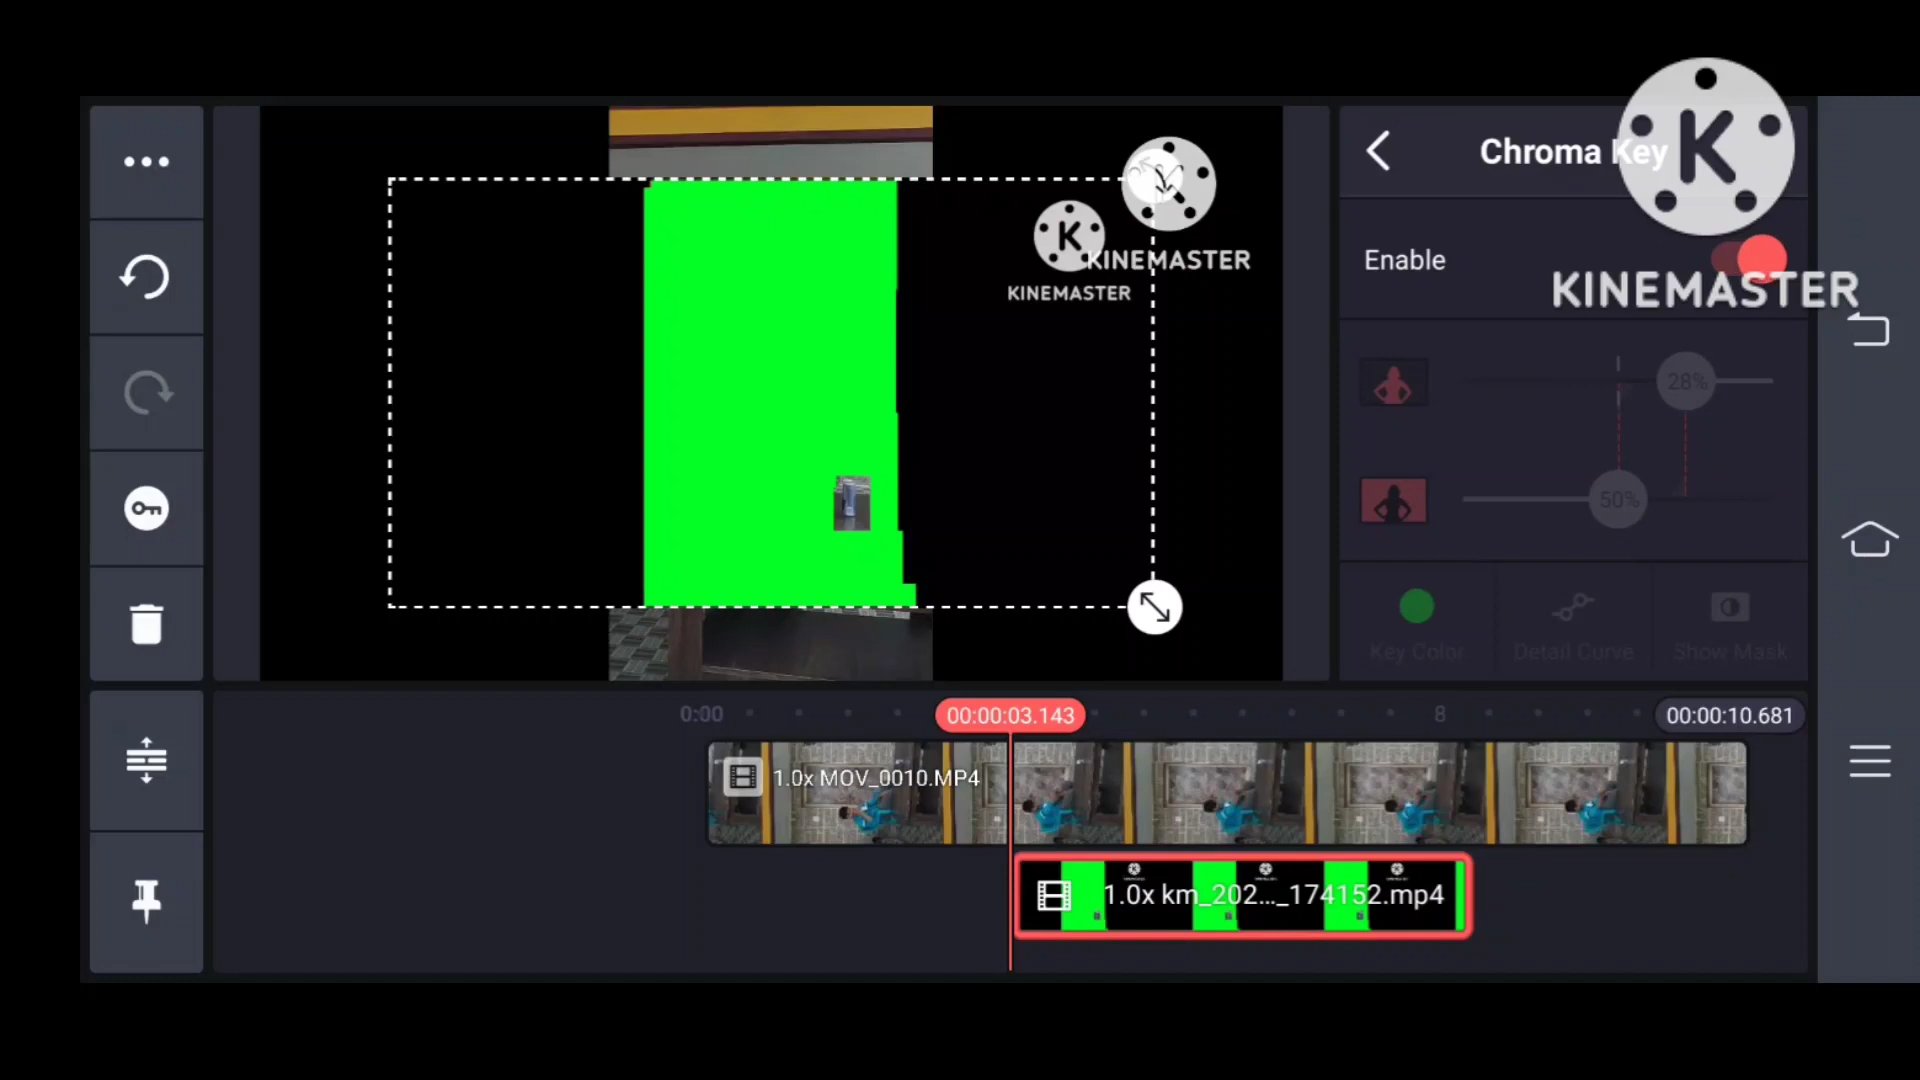 Chroma Key
K
K
KINEMASTER
KINEMASTER
Enable
KINEMASTER
28%
50%
Key Color
Detail Curve
Show Mask
0:00
00:00:03.143
8
00:00:10.681
1.0x MOV_0010.MP4
1.0x km_202..._174152.mp4